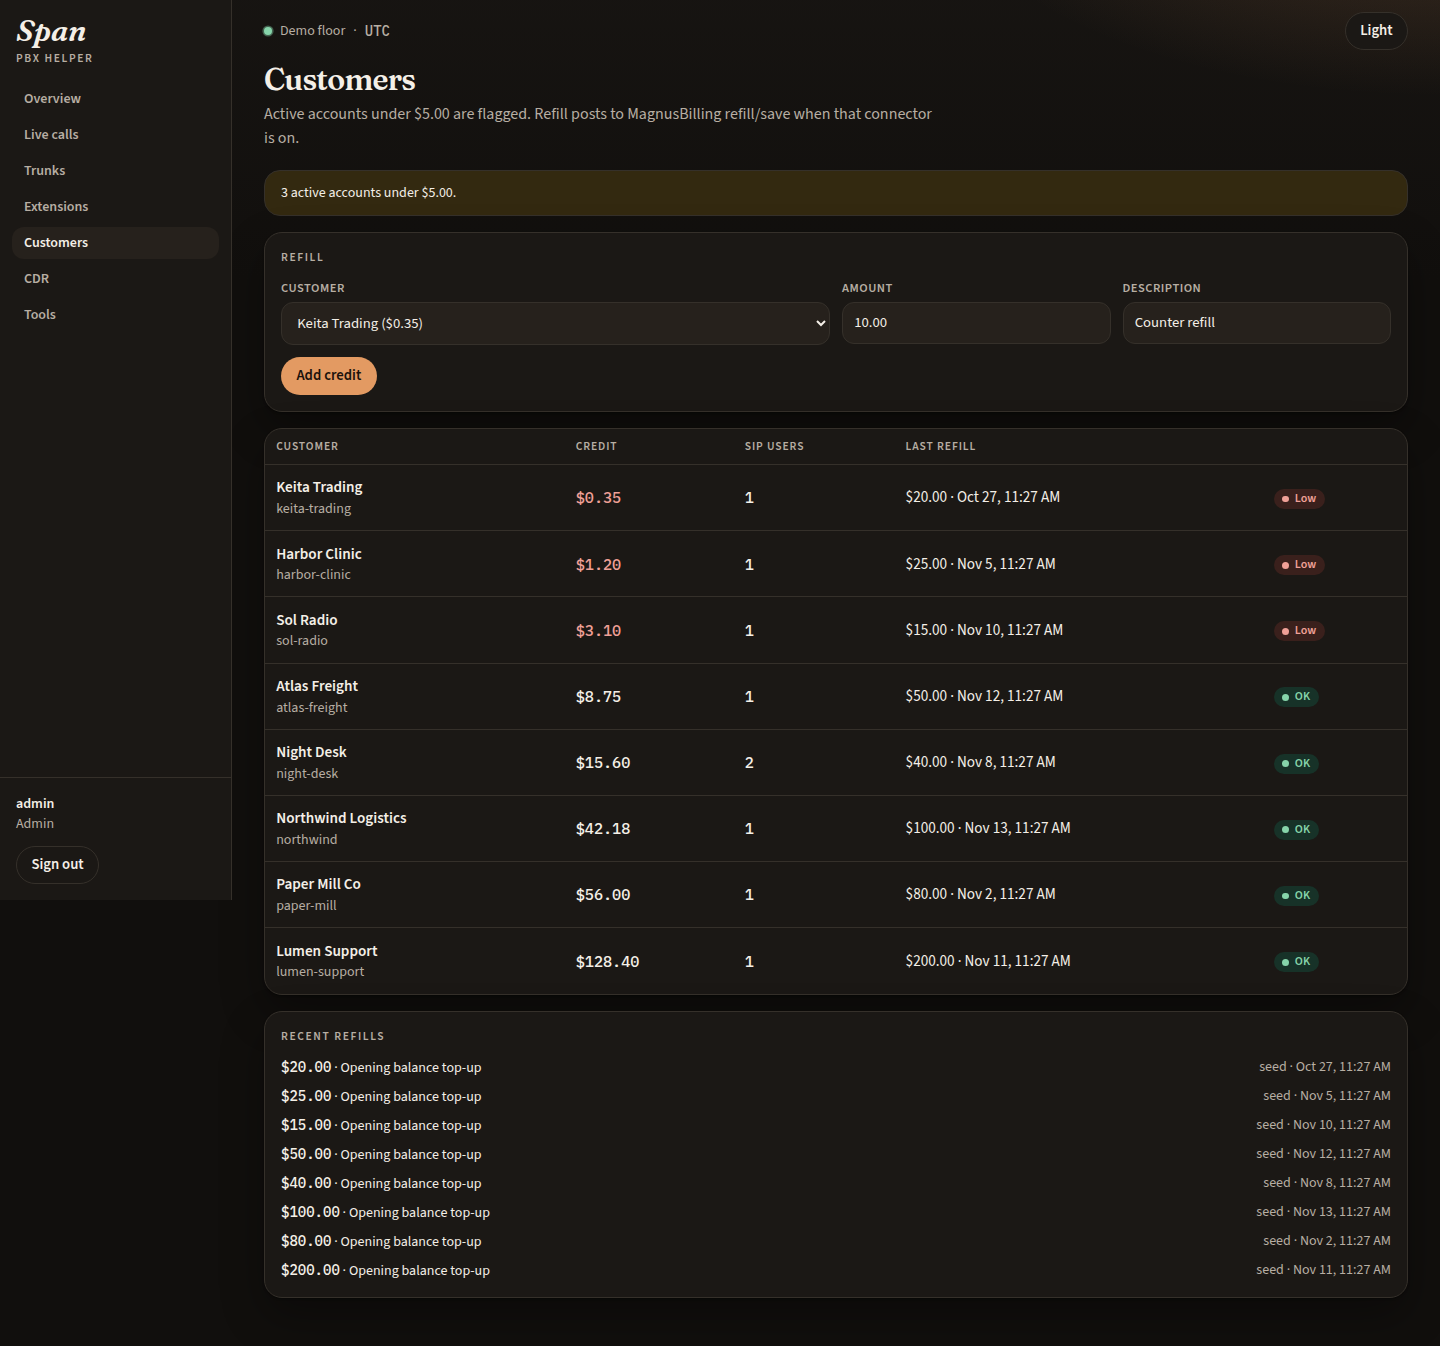 Span
PBX HELPER
Overview
Live calls
Trunks
Extensions
Customers
CDR
Tools
admin
Admin
Sign out
Demo floor · UTC
Light
Customers
Active accounts under $5.00 are flagged. Refill posts to MagnusBilling refill/save when that connector
is on.
3 active accounts under $5.00.
REFILL
CUSTOMER AMOUNT DESCRIPTION
Keita Trading ($0.35) 10.00 Counter refill
Add credit
CUSTOMER CREDIT SIP USERS LAST REFILL
Keita Trading
keita-trading
$0.35 1 $20.00 · Oct 27, 11:27 AM Low
Harbor Clinic
harbor-clinic
$1.20 1 $25.00 · Nov 5, 11:27 AM Low
Sol Radio
sol-radio
$3.10 1 $15.00 · Nov 10, 11:27 AM Low
Atlas Freight
atlas-freight
$8.75 1 $50.00 · Nov 12, 11:27 AM OK
Night Desk
night-desk
$15.60 2 $40.00 · Nov 8, 11:27 AM OK
Northwind Logistics
northwind
$42.18 1 $100.00 · Nov 13, 11:27 AM OK
Paper Mill Co
paper-mill
$56.00 1 $80.00 · Nov 2, 11:27 AM OK
Lumen Support
lumen-support
$128.40 1 $200.00 · Nov 11, 11:27 AM OK
RECENT REFILLS
$20.00 · Opening balance top-up seed · Oct 27, 11:27 AM
$25.00 · Opening balance top-up seed · Nov 5, 11:27 AM
$15.00 · Opening balance top-up seed · Nov 10, 11:27 AM
$50.00 · Opening balance top-up seed · Nov 12, 11:27 AM
$40.00 · Opening balance top-up seed · Nov 8, 11:27 AM
$100.00 · Opening balance top-up seed · Nov 13, 11:27 AM
$80.00 · Opening balance top-up seed · Nov 2, 11:27 AM
$200.00 · Opening balance top-up seed · Nov 11, 11:27 AM